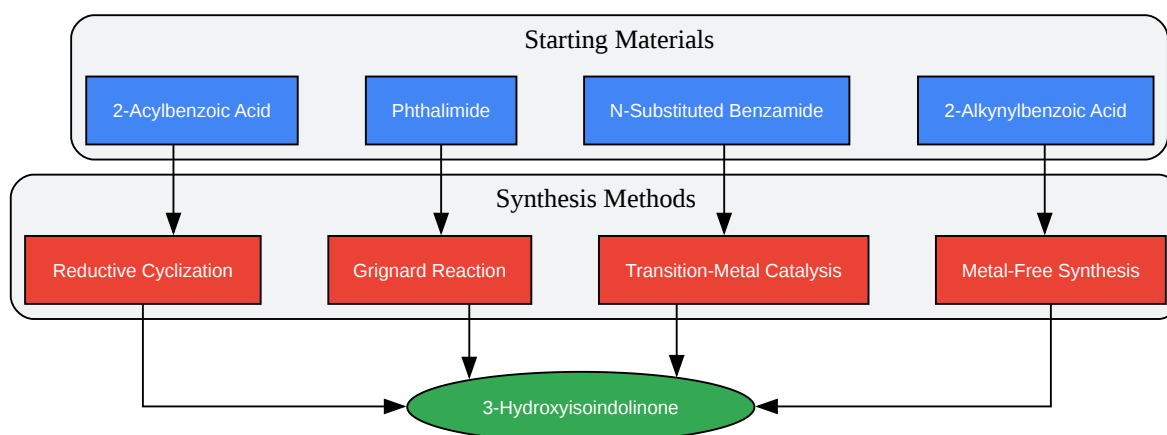 Starting Materials
2-Acylbenzoic Acid
Phthalimide
N-Substituted Benzamide
2-Alkynylbenzoic Acid
Synthesis Methods
Reductive Cyclization
Grignard Reaction
Transition-Metal Catalysis
Metal-Free Synthesis
3-Hydroxyisoindolinone